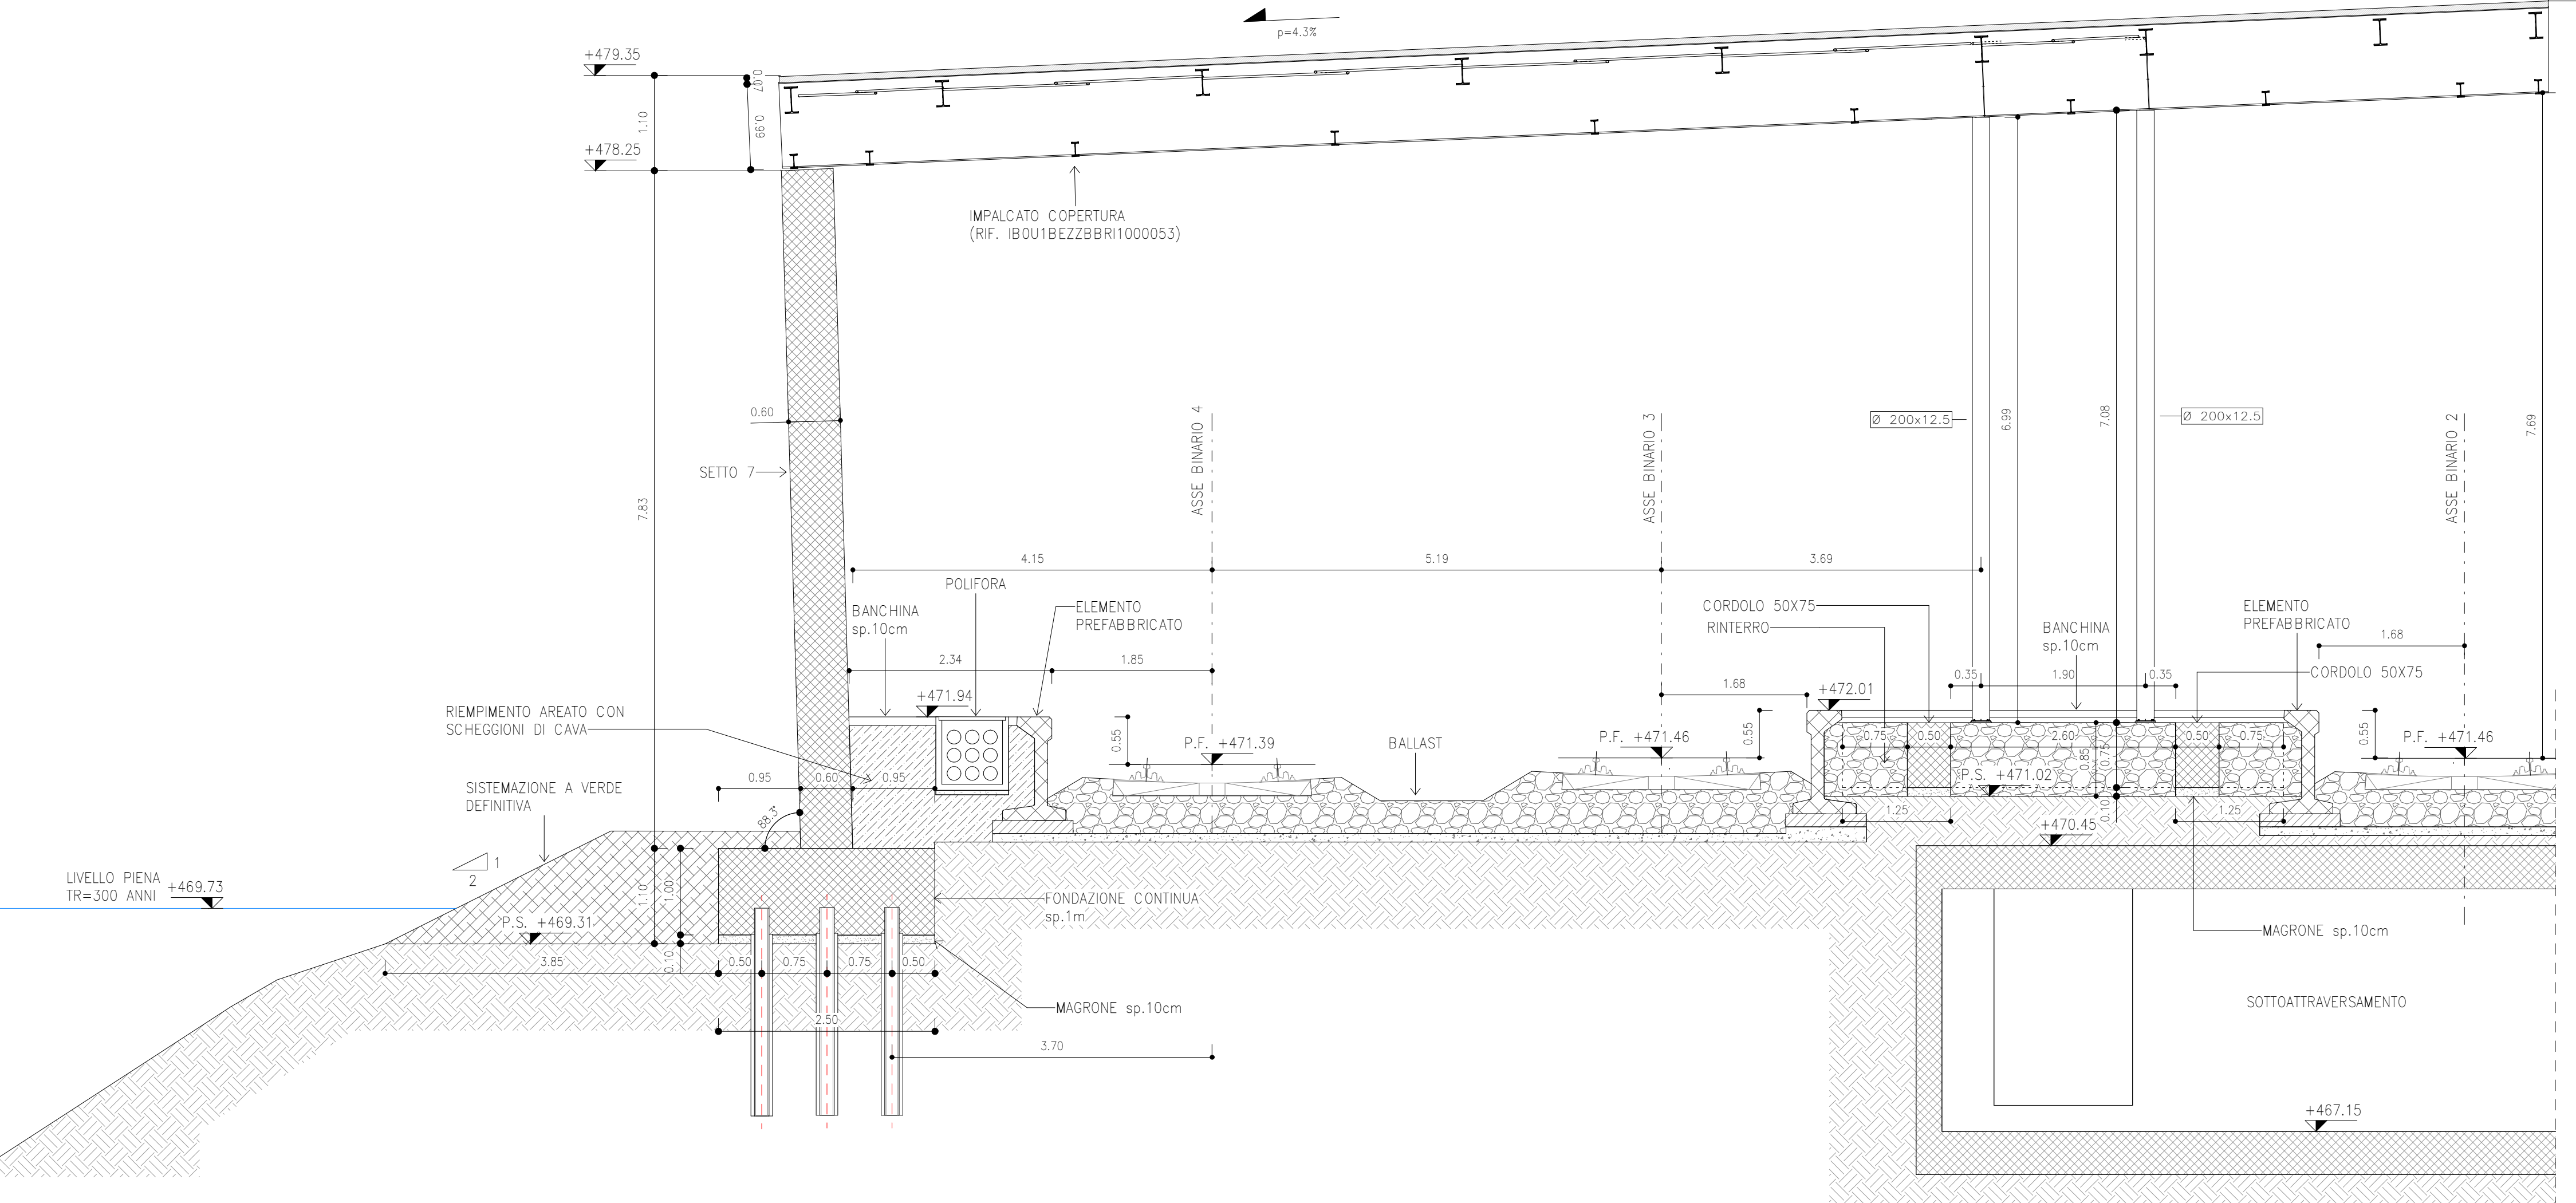 p=4.3%
+479.35
0.07
1.10
0.99
+478.25
IMPALCATO COPERTURA
(RIF. IB0U1BEZZBBRI1000053)
0.60
SETTO 7
7.83
ASSE BINARIO 4
ASSE BINARIO 3
Ø 200x12.5
6.99
7.08
Ø 200x12.5
ASSE BINARIO 2
7.69
4.15
5.19
3.69
POLIFORA
BANCHINA
sp.10cm
ELEMENTO
PREFABBRICATO
CORDOLO 50X75
RINTERRO
BANCHINA
sp.10cm
ELEMENTO
PREFABBRICATO
1.68
2.34
1.85
1.68
0.35
1.90
0.35
CORDOLO 50X75
+471.94
+472.01
RIEMPIMENTO AREATO CON
SCHEGGIONI DI CAVA
0.55
P.F. +471.39
BALLAST
P.F. +471.46
0.55
0.75
0.50
2.60
0.50
0.75
0.85
(0.75)
0.55
P.F. +471.46
P.S. +471.02
SISTEMAZIONE A VERDE
DEFINITIVA
0.95
0.60
0.95
88.3°
1.25
0.10
1.25
+470.45
1
2
LIVELLO PIENA
TR=300 ANNI
+469.73
1.10
1.00
FONDAZIONE CONTINUA
sp.1m
P.S. +469.31
MAGRONE sp.10cm
3.85
0.10
0.50
0.75
0.75
0.50
MAGRONE sp.10cm
SOTTOATTRAVERSAMENTO
2.50
3.70
+467.15